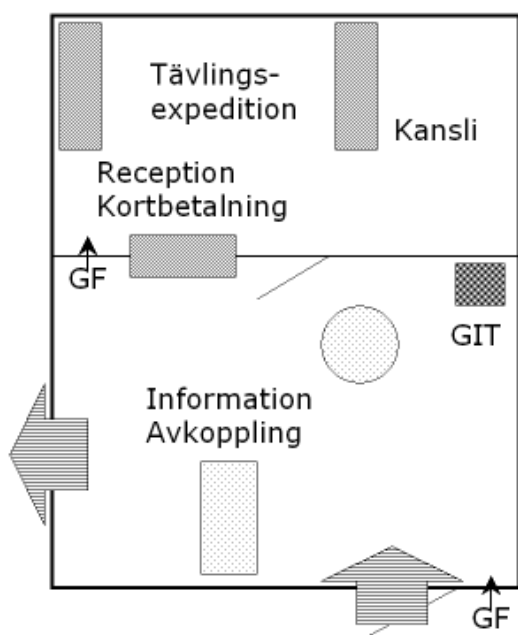 Tävlings-
expedition
Kansli
Reception
Kortbetalning
GF
GIT
Information
Avkoppling
GF